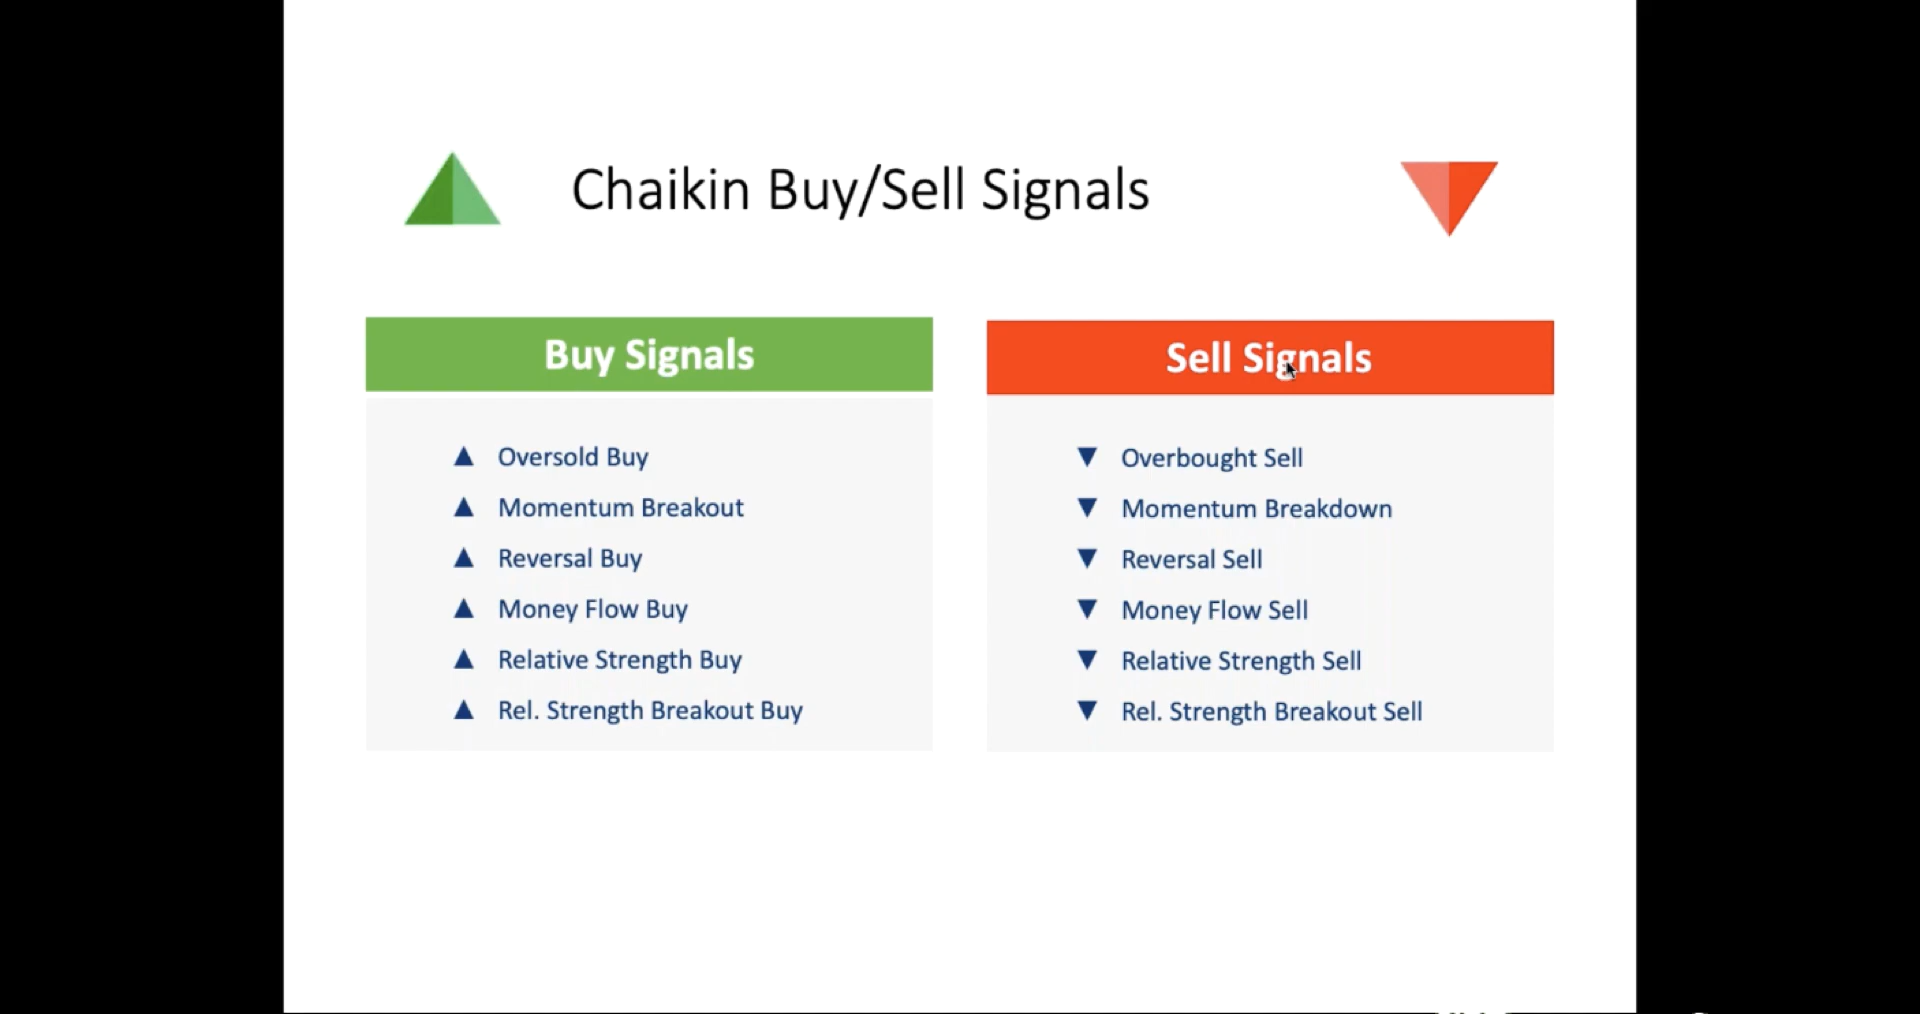 Chaikin Buy/Sell Signals
Buy Signals
▲ Oversold Buy
▲ Momentum Breakout
▲ Reversal Buy
▲ Money Flow Buy
▲ Relative Strength Buy
▲ Rel. Strength Breakout Buy
Sell Signals
▼ Overbought Sell
▼ Momentum Breakdown
▼ Reversal Sell
▼ Money Flow Sell
▼ Relative Strength Sell
▼ Rel. Strength Breakout Sell